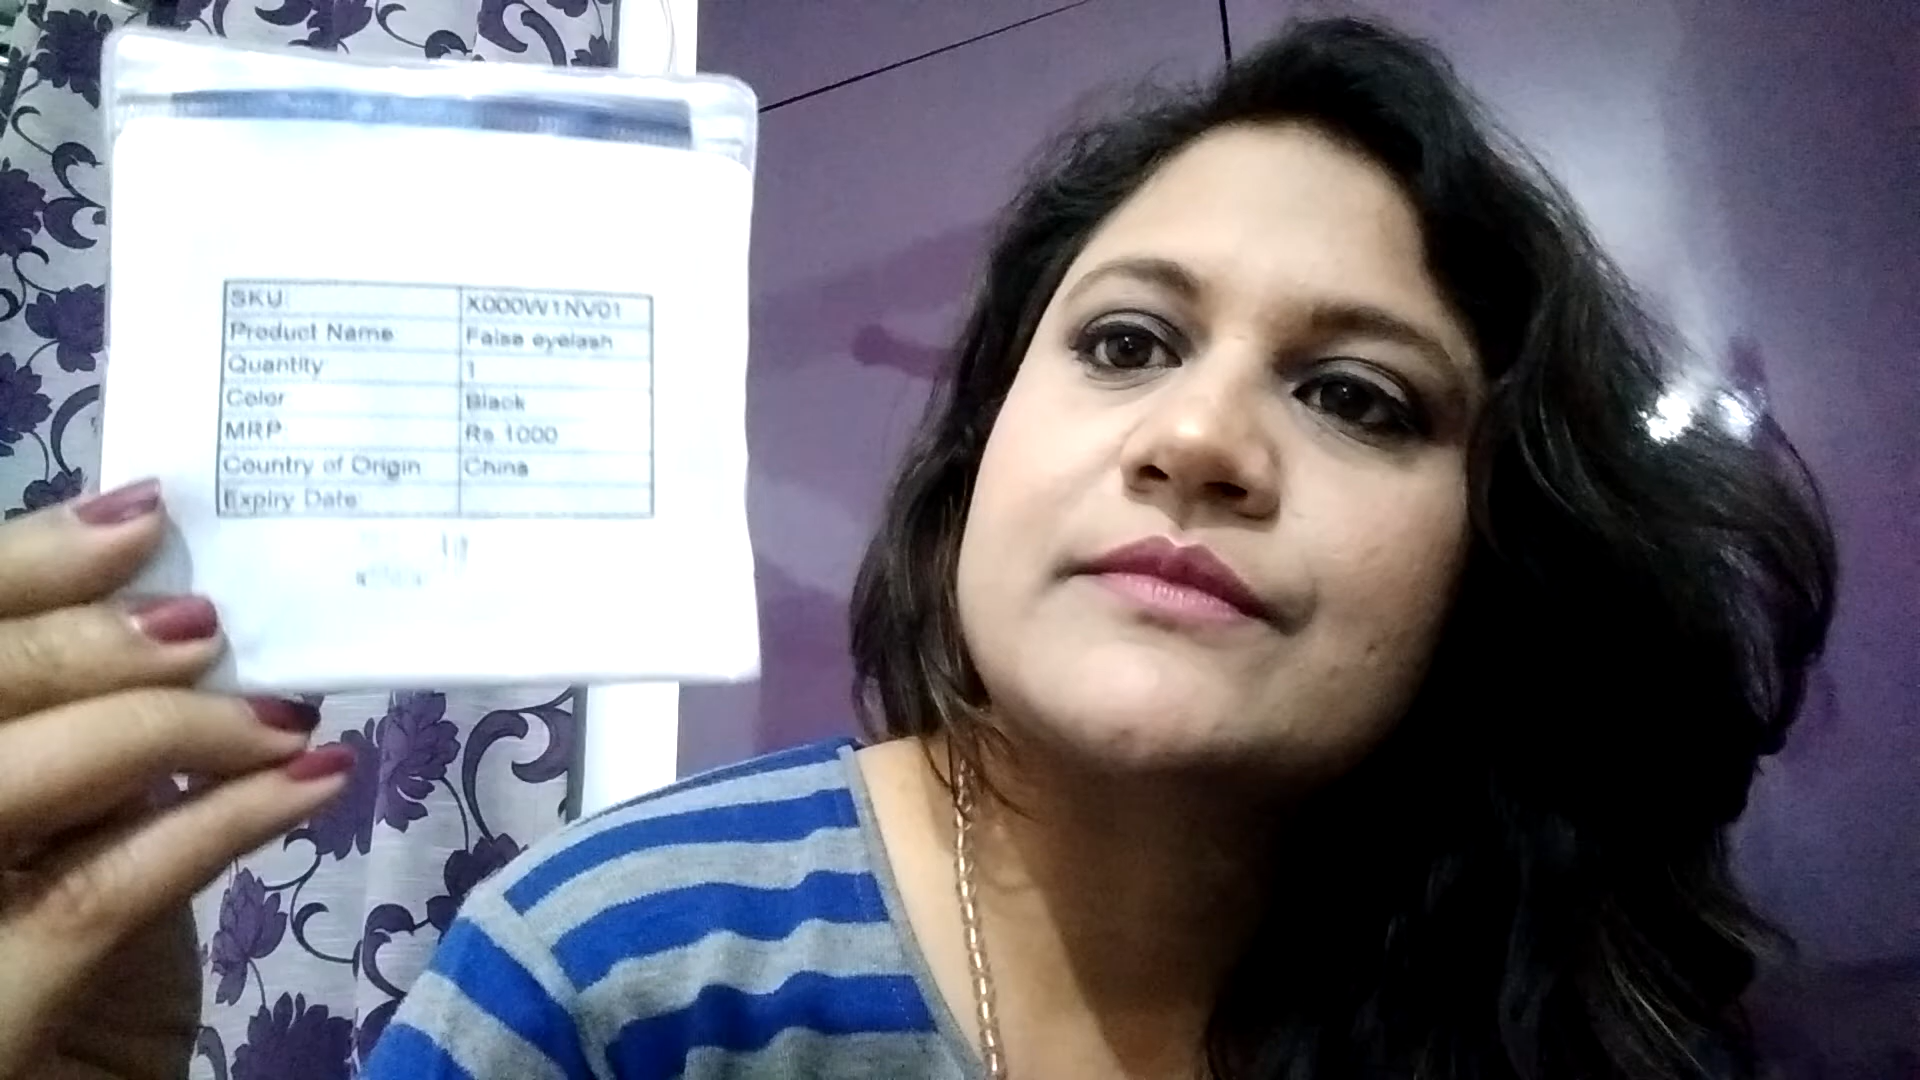 SKU: X000W1NV01
Product Name False eyelash
Quantity 1
Color Black
MRP Rs 1000
Country of Origin China
Expiry Date